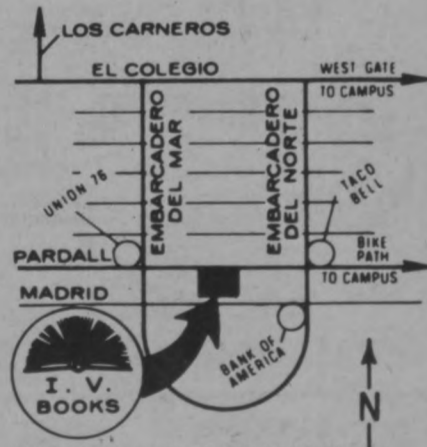 LOS CARNEROS
EL COLEGIO
WEST GATE
TO CAMPUS
EMBARCADERO
DEL MAR
EMBARCADERO
DEL NORTE
UNION 76
TACO
BELL
PARDALL
BIKE
PATH
TO CAMPUS
MADRID
BANK OF
AMERICA
I. V.
BOOKS
N